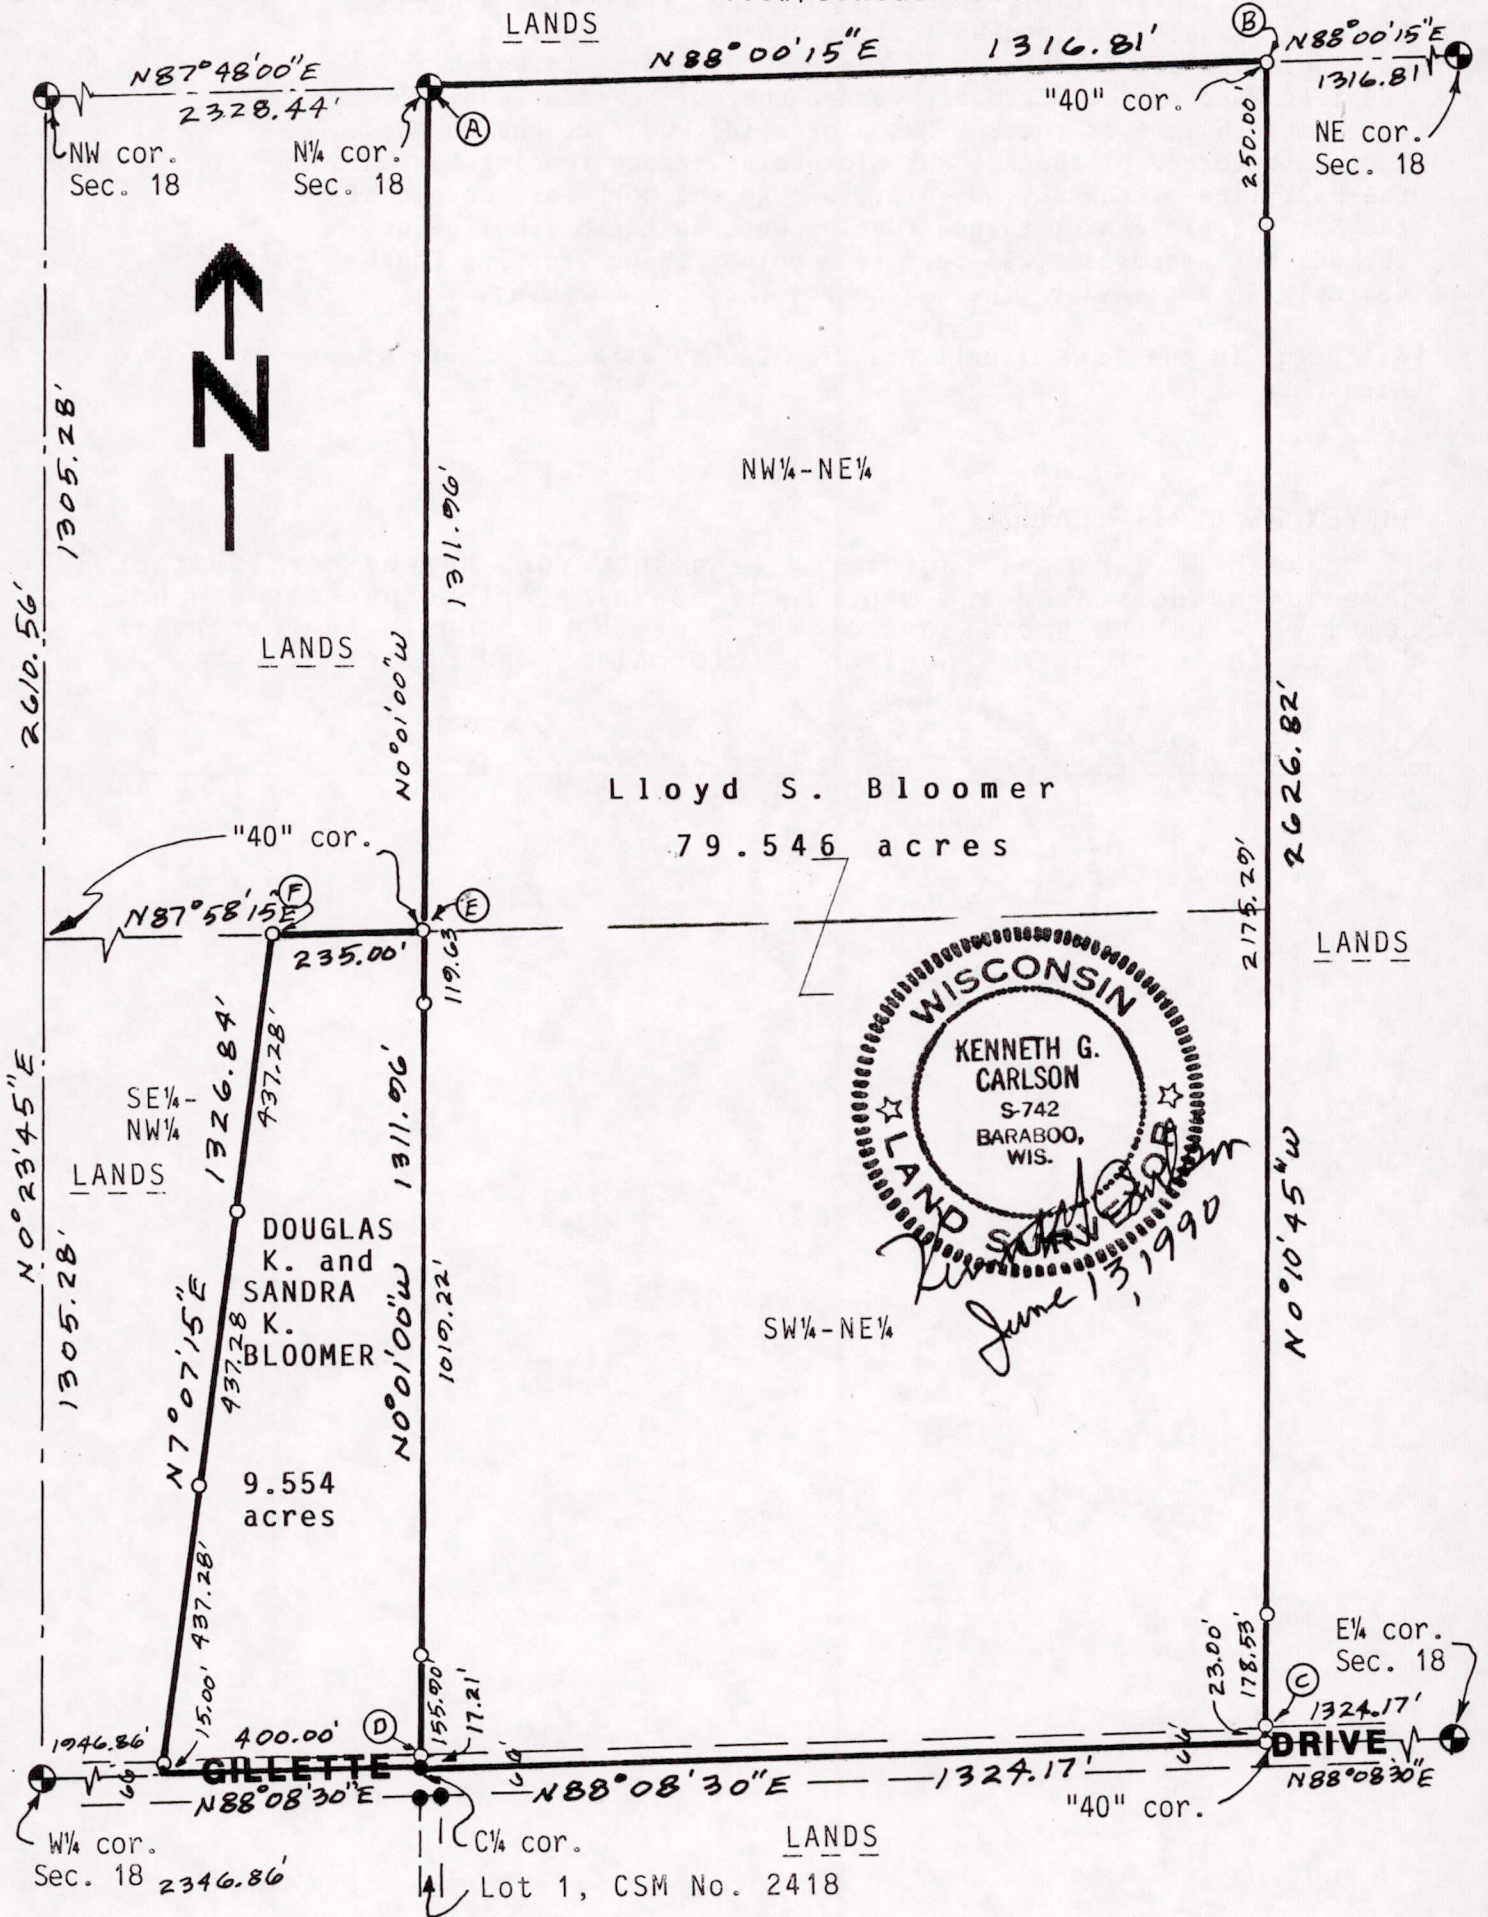 LANDS
N88°00'15"E 1316.81'
B
N88°00'15"E
1316.81'
N87°48'00"E
2328.44'
A
"40" cor.
NW cor.
Sec. 18
N¼ cor.
Sec. 18
NE cor.
Sec. 18
250.00'
N
1305.28'
2610.56'
1311.96'
N0°01'00"W
NW¼-NE¼
LANDS
Lloyd S. Bloomer
79.546 acres
2626.82'
2175.29'
"40" cor.
N87°58'15"E
F
E
235.00'
119.63'
LANDS
WISCONSIN
KENNETH G.
CARLSON
S-742
BARABOO,
WIS.
LAND SURVEYOR
Kenneth G. Carlson
June 13, 1990
1326.84'
437.28'
1311.96'
SE¼-
NW¼
LANDS
N0°23'45"E
1305.28'
DOUGLAS
K. and
SANDRA
K.
BLOOMER
N7°07'15"E
437.28
N0°01'00"W
1019.22'
SW¼-NE¼
N0°10'45"W
9.554
acres
437.28'
15.00'
155.90'
17.21'
23.00'
178.53'
E¼ cor.
Sec. 18
C
1324.17'
1946.86'
400.00'
D
66'
GILLETTE
66'
66'
DRIVE
N88°08'30"E
N88°08'30"E 1324.17'
N88°08'30"E
"40" cor.
W¼ cor.
Sec. 18
2346.86'
C¼ cor.
LANDS
Lot 1, CSM No. 2418